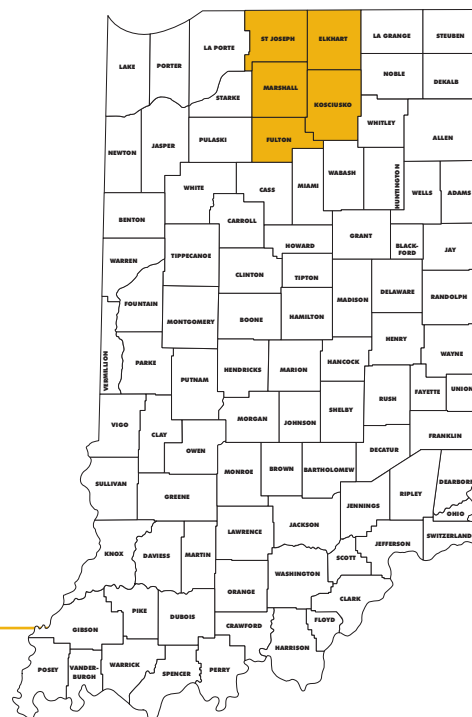 ST JOSEPH
ELKHART
LA GRANGE
STEUBEN
LA PORTE
LAKE
PORTER
NOBLE
DEKALB
MARSHALL
STARKE
KOSCIUSKO
WHITLEY
ALLEN
FULTON
PULASKI
JASPER
NEWTON
WABASH
MIAMI
HUNTINGTON
WHITE
CASS
WELLS
ADAMS
CARROLL
BENTON
GRANT
HOWARD
BLACK-
FORD
JAY
WARREN
TIPPECANOE
CLINTON
TIPTON
DELAWARE
RANDOLPH
FOUNTAIN
MADISON
MONTGOMERY
BOONE
HAMILTON
HENRY
WAYNE
VERMILLION
PARKE
PUTNAM
HENDRICKS
MARION
HANCOCK
FAYETTE
UNION
RUSH
SHELBY
MORGAN
JOHNSON
VIGO
CLAY
OWEN
FRANKLIN
DECATUR
MONROE
BROWN
BARTHOLOMEW
SULLIVAN
GREENE
DEARBORN
RIPLEY
JENNINGS
OHIO
JACKSON
LAWRENCE
SWITZERLAND
JEFFERSON
KNOX
DAVIESS
MARTIN
SCOTT
WASHINGTON
ORANGE
CLARK
PIKE
DUBOIS
FLOYD
CRAWFORD
GIBSON
HARRISON
POSEY
VANDER-
BURGH
WARRICK
SPENCER
PERRY